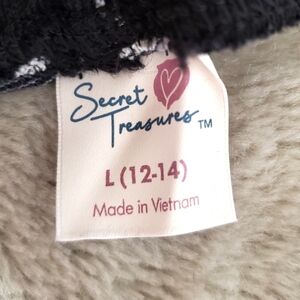 Secret
Treasures™
L (12-14)
Made in Vietnam